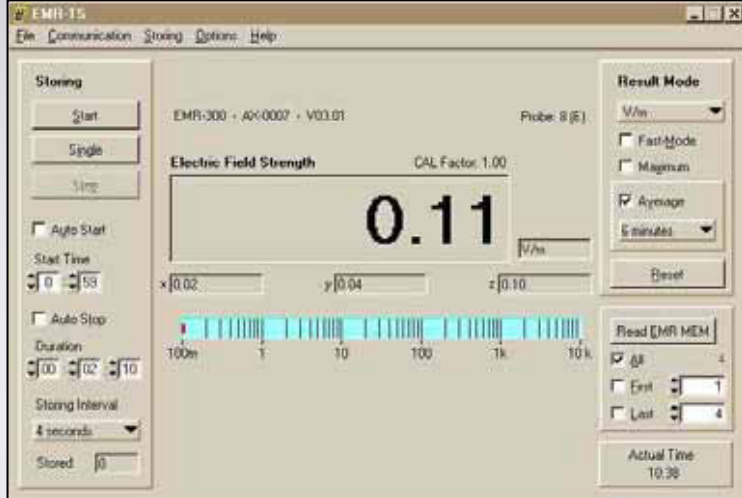 EMR-TS
File Communication Storing Options Help
Storing
Start
Single
Stop
Auto Start
Start Time
0 : 59
Auto Stop
Duration
00 : 02 : 10
Storing Interval
4 seconds
Stored 0
EMR-300 - AX-0007 - V03.01 Probe: 8 (E)
Electric Field Strength CAL Factor: 1.00
0.11
V/m
x 0.02 y 0.04 z 0.10
100m 1 10 100 1k 10k
Result Mode
V/m
Fast-Mode
Maximum
Average
6 minutes
Reset
Read EMR MEM
All 4
First 1
Last 4
Actual Time
10:38